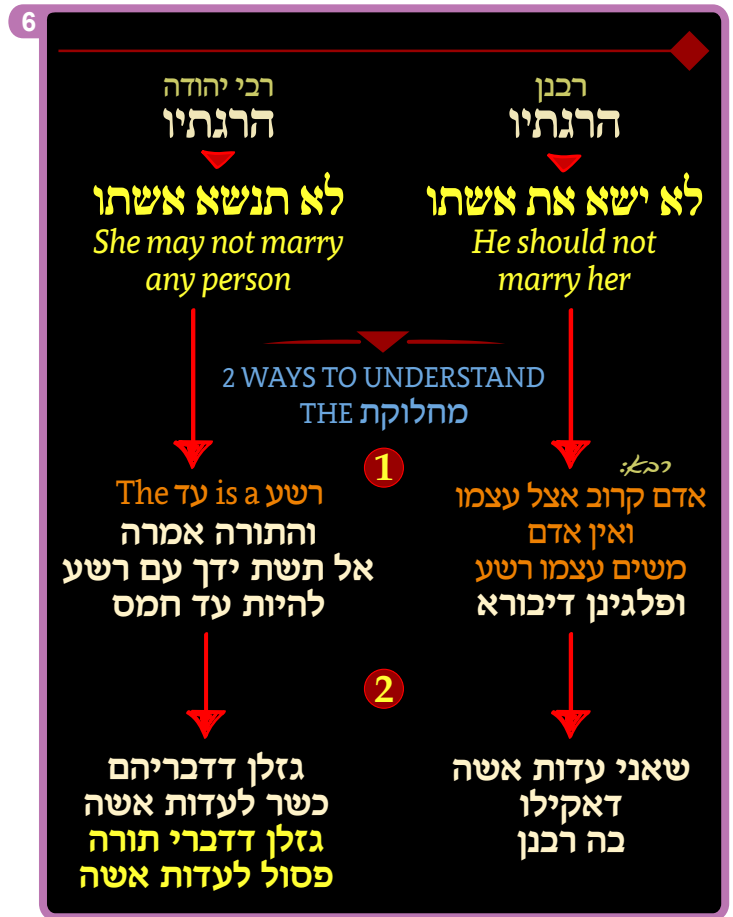 6
רבנן
הרגתיו
לא ישא את אשתו
He should not
marry her
רבי יהודה
הרגתיו
לא תנשא אשתו
She may not marry
any person
2 WAYS TO UNDERSTAND
THE מחלוקת
1
רבא:
אדם קרוב אצל עצמו
ואין אדם
משים עצמו רשע
ופלגינן דיבורא
The עד is a רשע
והתורה אמרה
אל תשת ידך עם רשע
להיות עד חמס
2
שאני עדות אשה
דאקילו
בה רבנן
גזלן דדבריהם
כשר לעדות אשה
גזלן דדברי תורה
פסול לעדות אשה